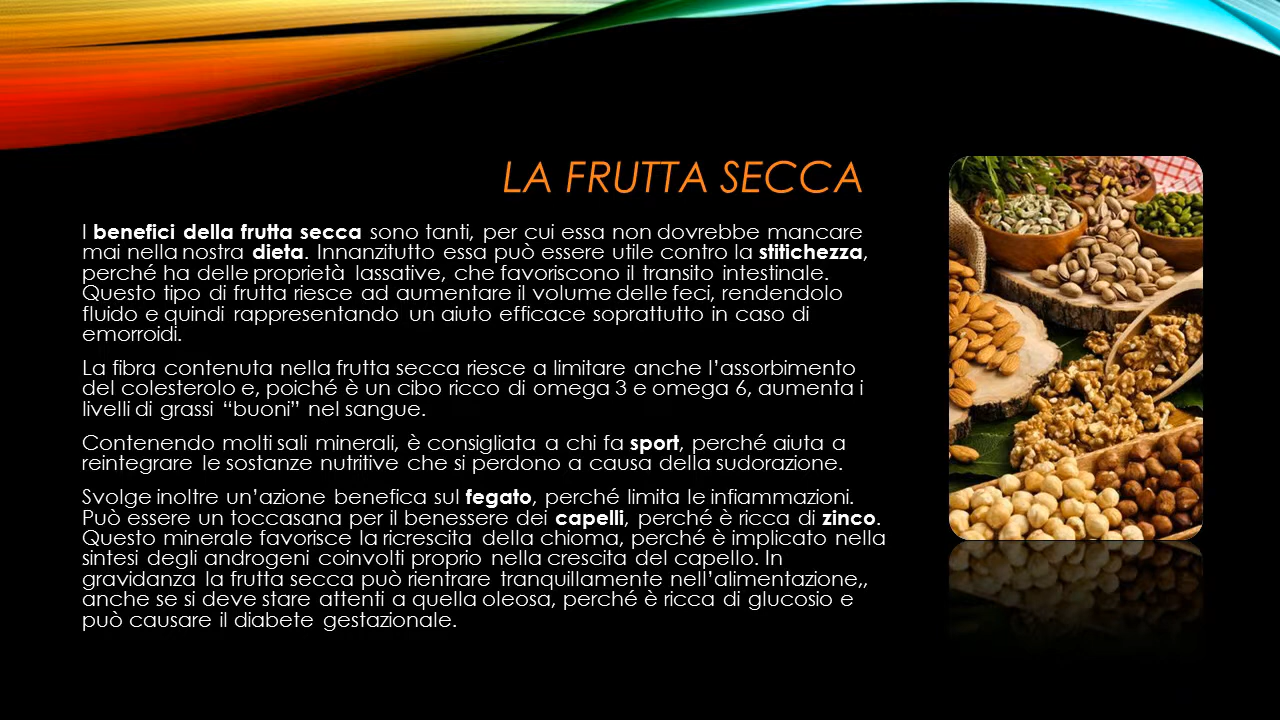 LA FRUTTA SECCA
I benefici della frutta secca sono tanti, per cui essa non dovrebbe mancare
mai nella nostra dieta. Innanzitutto essa può essere utile contro la stitichezza,
perché ha delle proprietà lassative, che favoriscono il transito intestinale.
Questo tipo di frutta riesce ad aumentare il volume delle feci, rendendolo
fluido e quindi rappresentando un aiuto efficace soprattutto in caso di
emorroidi.
La fibra contenuta nella frutta secca riesce a limitare anche l’assorbimento
del colesterolo e, poiché è un cibo ricco di omega 3 e omega 6, aumenta i
livelli di grassi “buoni” nel sangue.
Contenendo molti sali minerali, è consigliata a chi fa sport, perché aiuta a
reintegrare le sostanze nutritive che si perdono a causa della sudorazione.
Svolge inoltre un’azione benefica sul fegato, perché limita le infiammazioni.
Può essere un toccasana per il benessere dei capelli, perché è ricca di zinco.
Questo minerale favorisce la ricrescita della chioma, perché è implicato nella
sintesi degli androgeni coinvolti proprio nella crescita del capello. In
gravidanza la frutta secca può rientrare tranquillamente nell’alimentazione,,
anche se si deve stare attenti a quella oleosa, perché è ricca di glucosio e
può causare il diabete gestazionale.